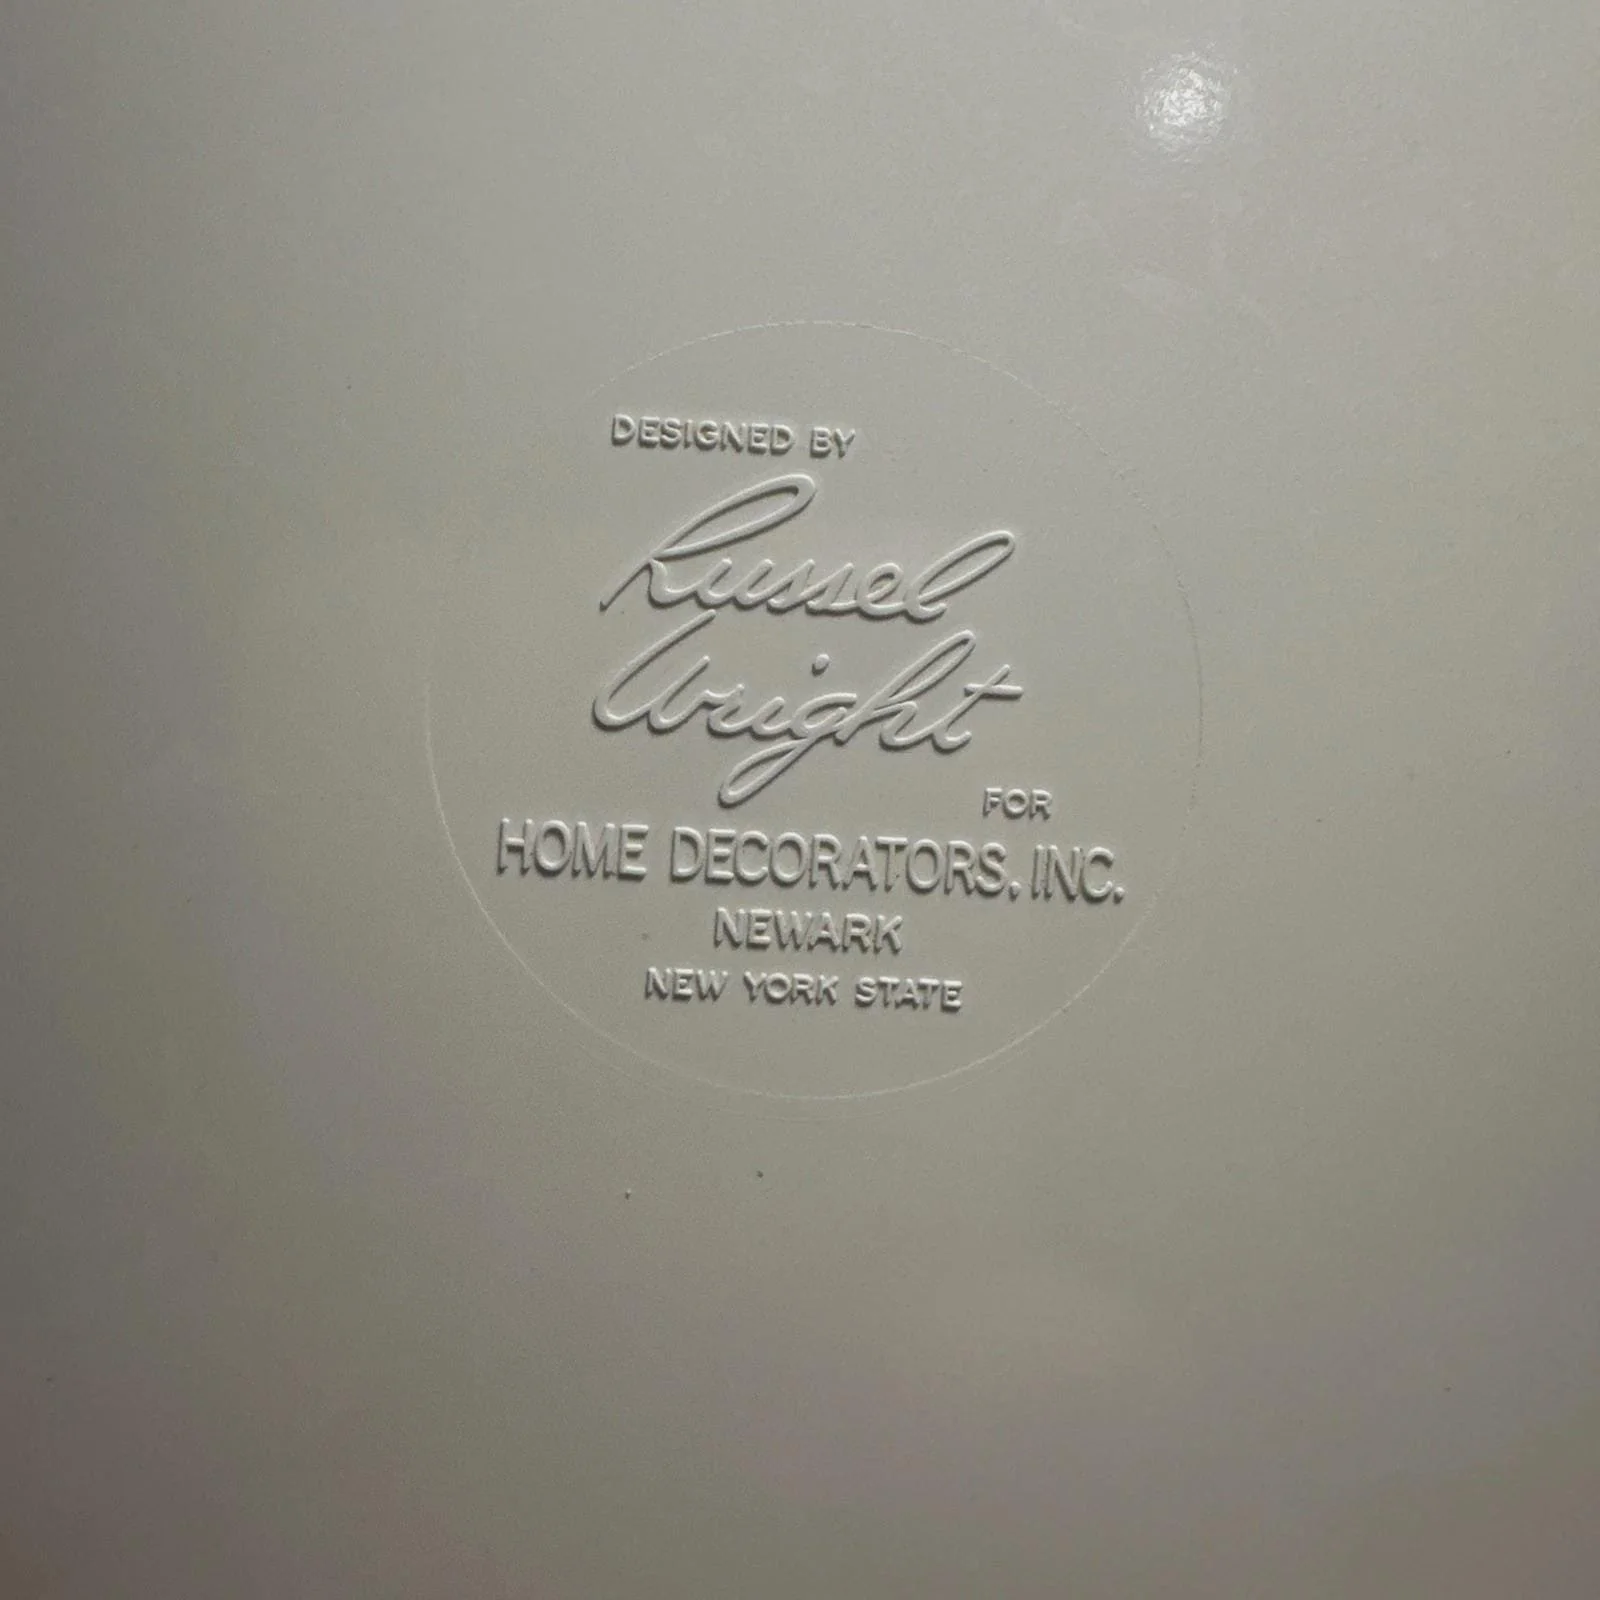 DESIGNED BY
Russel
Wright
FOR
HOME DECORATORS, INC.
NEWARK
NEW YORK STATE